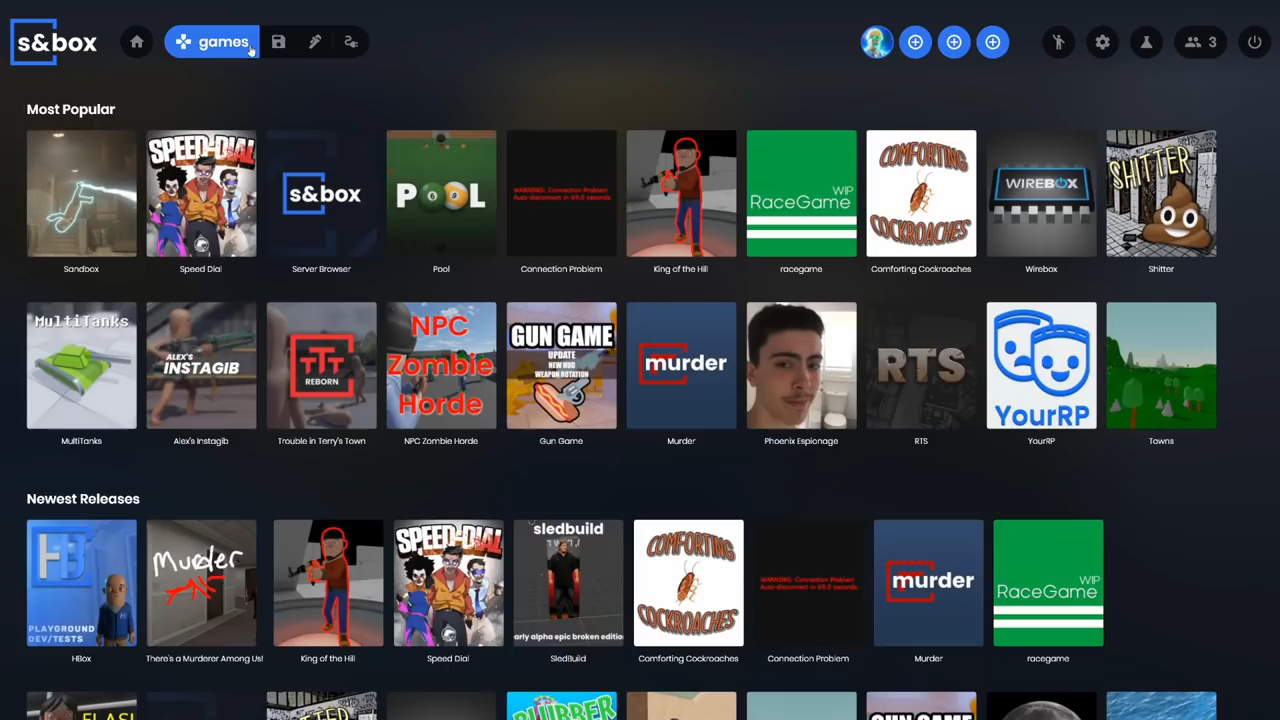 s&box
games
3
Most Popular
SPEED-DIAL
s&box
POOL
9
WARNING: Connection Problem
Auto-disconnect in 69.0 seconds
WIP
RaceGame
COMFORTING
COCKROACHES
WIREBOX
SHITTER
Sandbox
Speed Dial
Server Browser
Pool
Connection Problem
King of the Hill
racegame
Comforting Cockroaches
Wirebox
Shitter
MultiTanks
ALEX'S
INSTAGIB
TTT
REBORN
NPC
Zombie
Horde
GUN GAME
UPDATE
NEW HUD
WEAPON ROTATION
murder
RTS
YourRP
MultiTanks
Alex's Instagib
Trouble in Terry's Town
NPC Zombie Horde
Gun Game
Murder
Phoenix Espionage
RTS
YourRP
Towns
Newest Releases
HB
PLAYGROUND
DEV/TESTS
Murder
SPEED-DIAL
sledbuild
arly alpha epic broken editio
COMFORTING
COCKROACHES
WARNING: Connection Problem
Auto-disconnect in 69.0 seconds
murder
WIP
RaceGame
HBox
There's a Murderer Among Us!
King of the Hill
Speed Dial
SledBuild
Comforting Cockroaches
Connection Problem
Murder
racegame